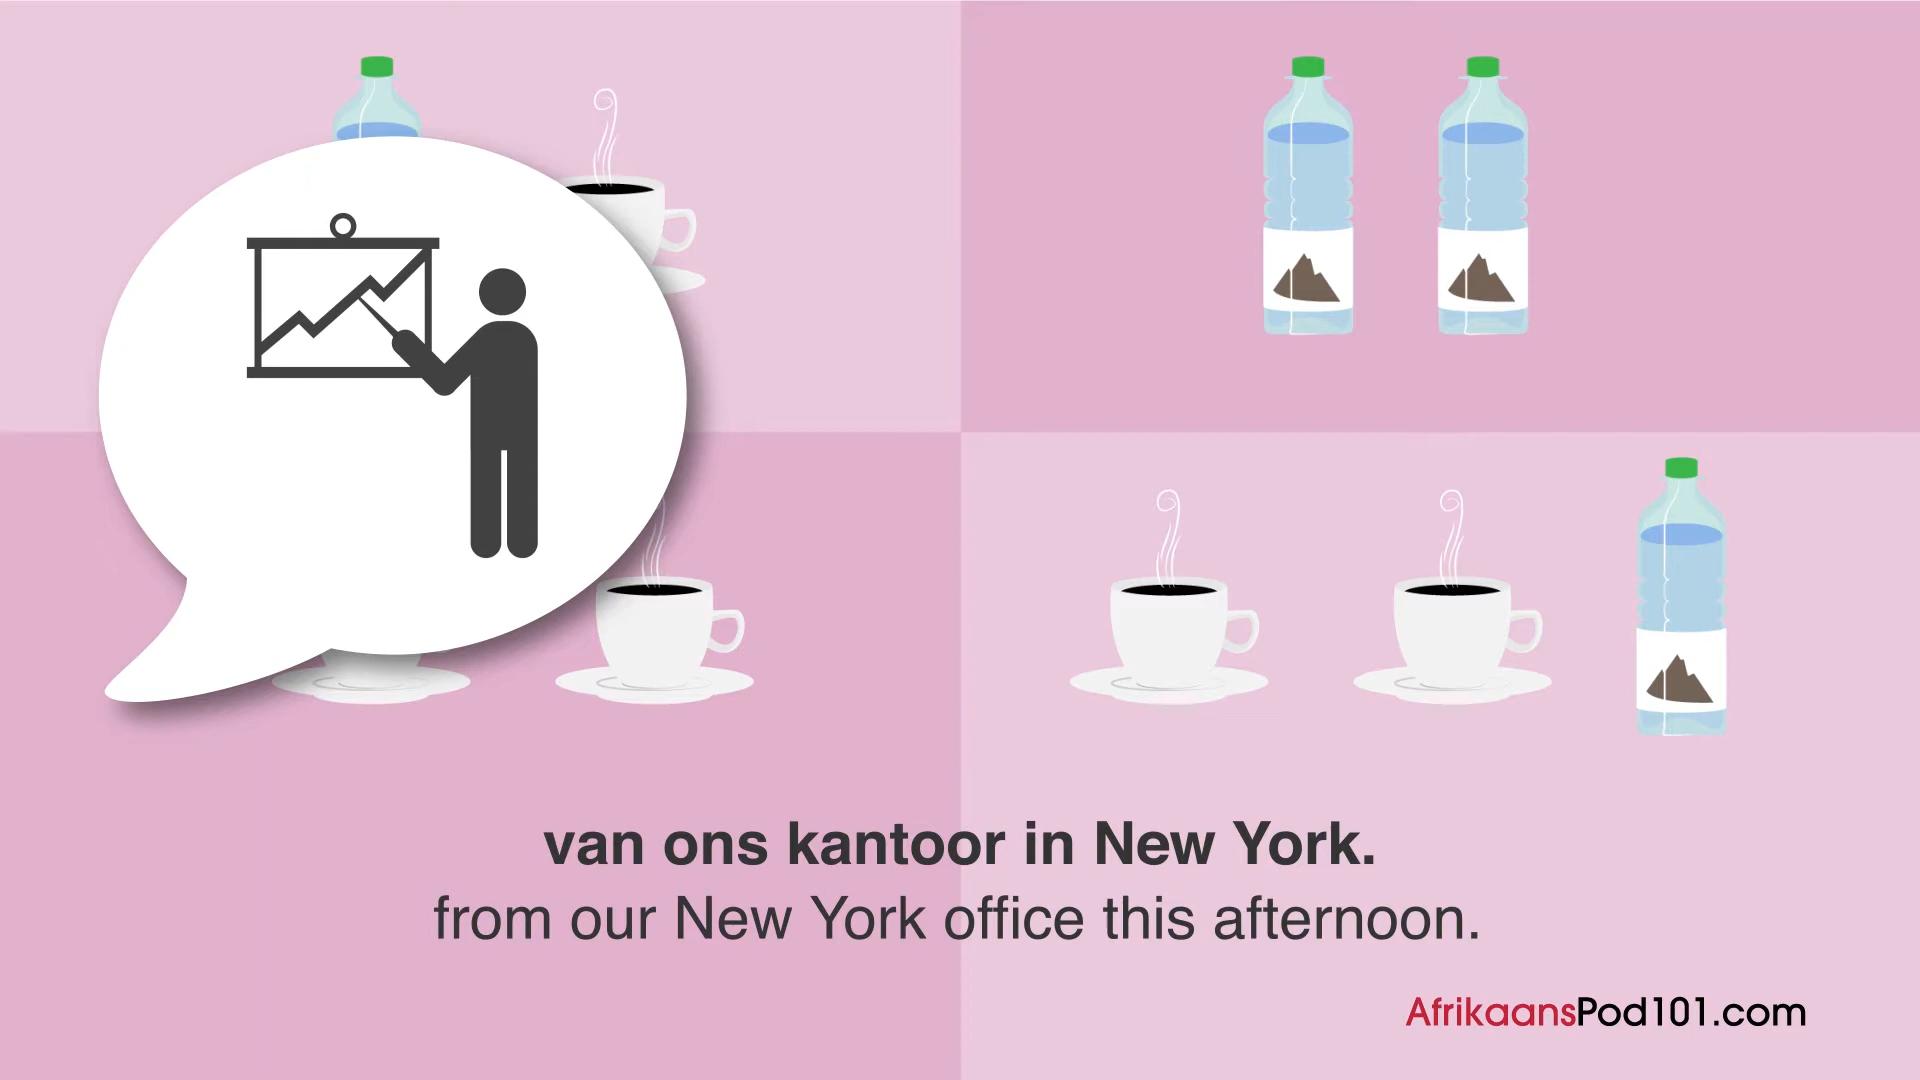 van ons kantoor in New York.
from our New York office this afternoon.
AfrikaansPod101.com